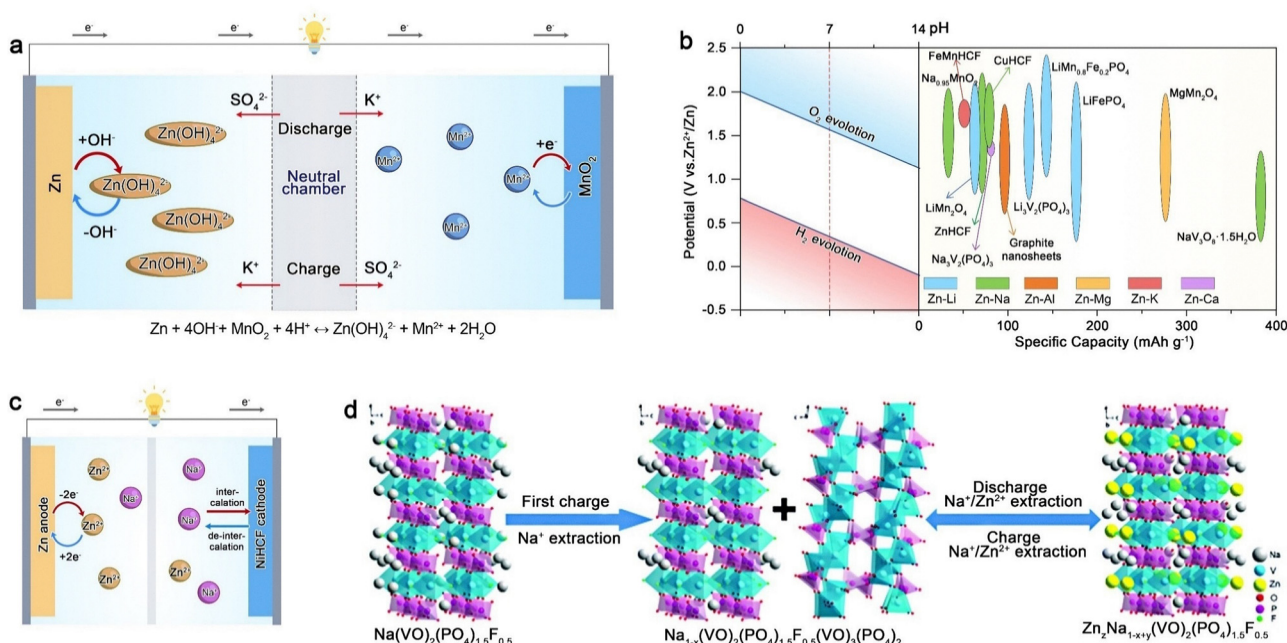 a
e⁻ e⁻ e⁻ e⁻
SO₄²⁻ K⁺
Discharge
Neutral
chamber
Charge
K⁺ SO₄²⁻
Zn
+OH⁻
-OH⁻
Zn(OH)₄²⁻
Zn(OH)₄²⁻
Zn(OH)₄²⁻
Zn(OH)₄²⁻
Mn²⁺
Mn²⁺
Mn²⁺
Mn²⁺
+e⁻
MnO₂
Zn + 4OH⁻+ MnO₂ + 4H⁺ ↔ Zn(OH)₄²⁻ + Mn²⁺ + 2H₂O
b
0 7 14 pH
Potential (V vs.Zn²⁺/Zn)
2.5
2.0
1.5
1.0
0.5
0.0
-0.5
O₂ evolotion
H₂ evolotion
FeMnHCF
CuHCF
Na₀.₉₅MnO₂
LiMn₀.₈Fe₀.₂PO₄
LiFePO₄
MgMn₂O₄
LiMn₂O₄
ZnHCF
Na₃V₂(PO₄)₃
Li₃V₂(PO₄)₃
Graphite
nanosheets
NaV₃O₈·1.5H₂O
Zn-Li Zn-Na Zn-Al Zn-Mg Zn-K Zn-Ca
0 100 200 300 400
Specific Capacity (mAh g⁻¹)
c
e⁻ e⁻
Zn anode
-2e⁻
+2e⁻
Zn²⁺
Zn²⁺
Zn²⁺
Zn²⁺
Na⁺
Na⁺
Na⁺
Na⁺
inter-
calation
de-inter-
calation
NiHCF cathode
d
First charge
Na⁺ extraction
+
Discharge
Na⁺/Zn²⁺ extraction
Charge
Na⁺/Zn²⁺ extraction
Na
V
Zn
O
P
F
Na(VO)₂(PO₄)₁.₅F₀.₅
Na₁₋ₓ(VO)₂(PO₄)₁.₅F₀.₅(VO)₃(PO₄)₂
ZnᵧNa₁₋ₓ₊ᵧ(VO)₂(PO₄)₁.₅F₀.₅